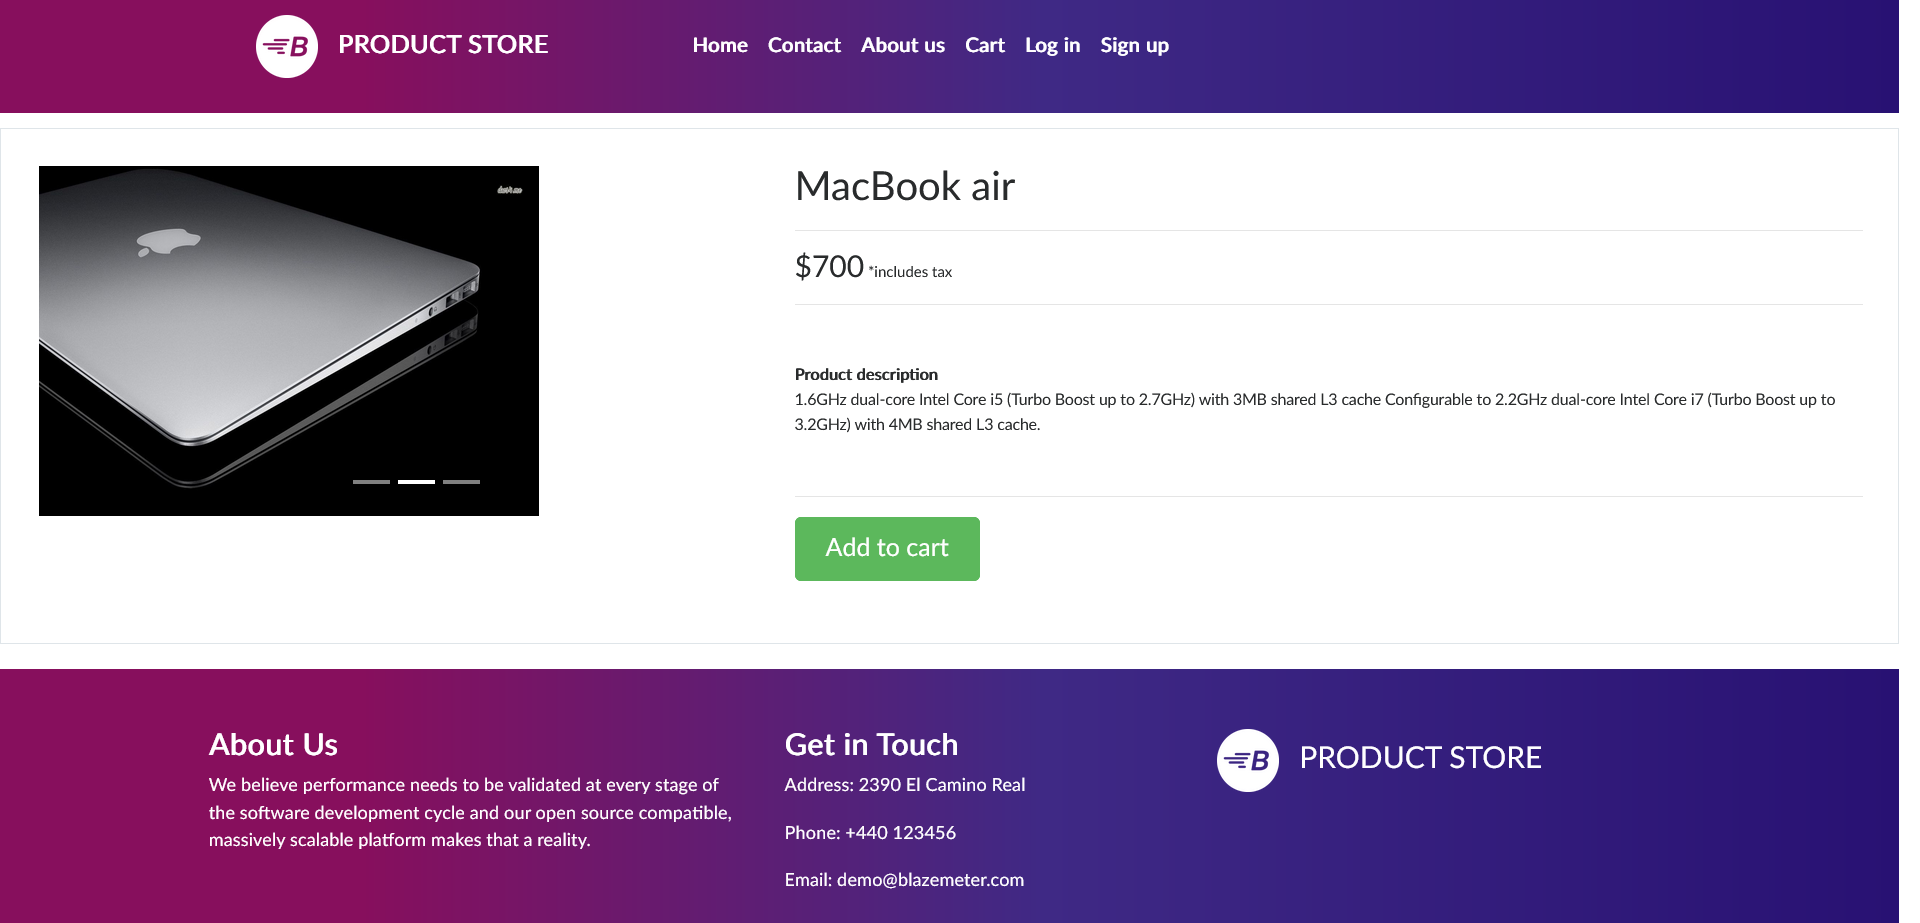 B PRODUCT STORE
Home Contact About us Cart Log in Sign up
MacBook air
$700 *includes tax
Product description
1.6GHz dual-core Intel Core i5 (Turbo Boost up to 2.7GHz) with 3MB shared L3 cache Configurable to 2.2GHz dual-core Intel Core i7 (Turbo Boost up to
3.2GHz) with 4MB shared L3 cache.
Add to cart
About Us
We believe performance needs to be validated at every stage of
the software development cycle and our open source compatible,
massively scalable platform makes that a reality.
Get in Touch
Address: 2390 El Camino Real
Phone: +440 123456
Email: demo@blazemeter.com
B PRODUCT STORE